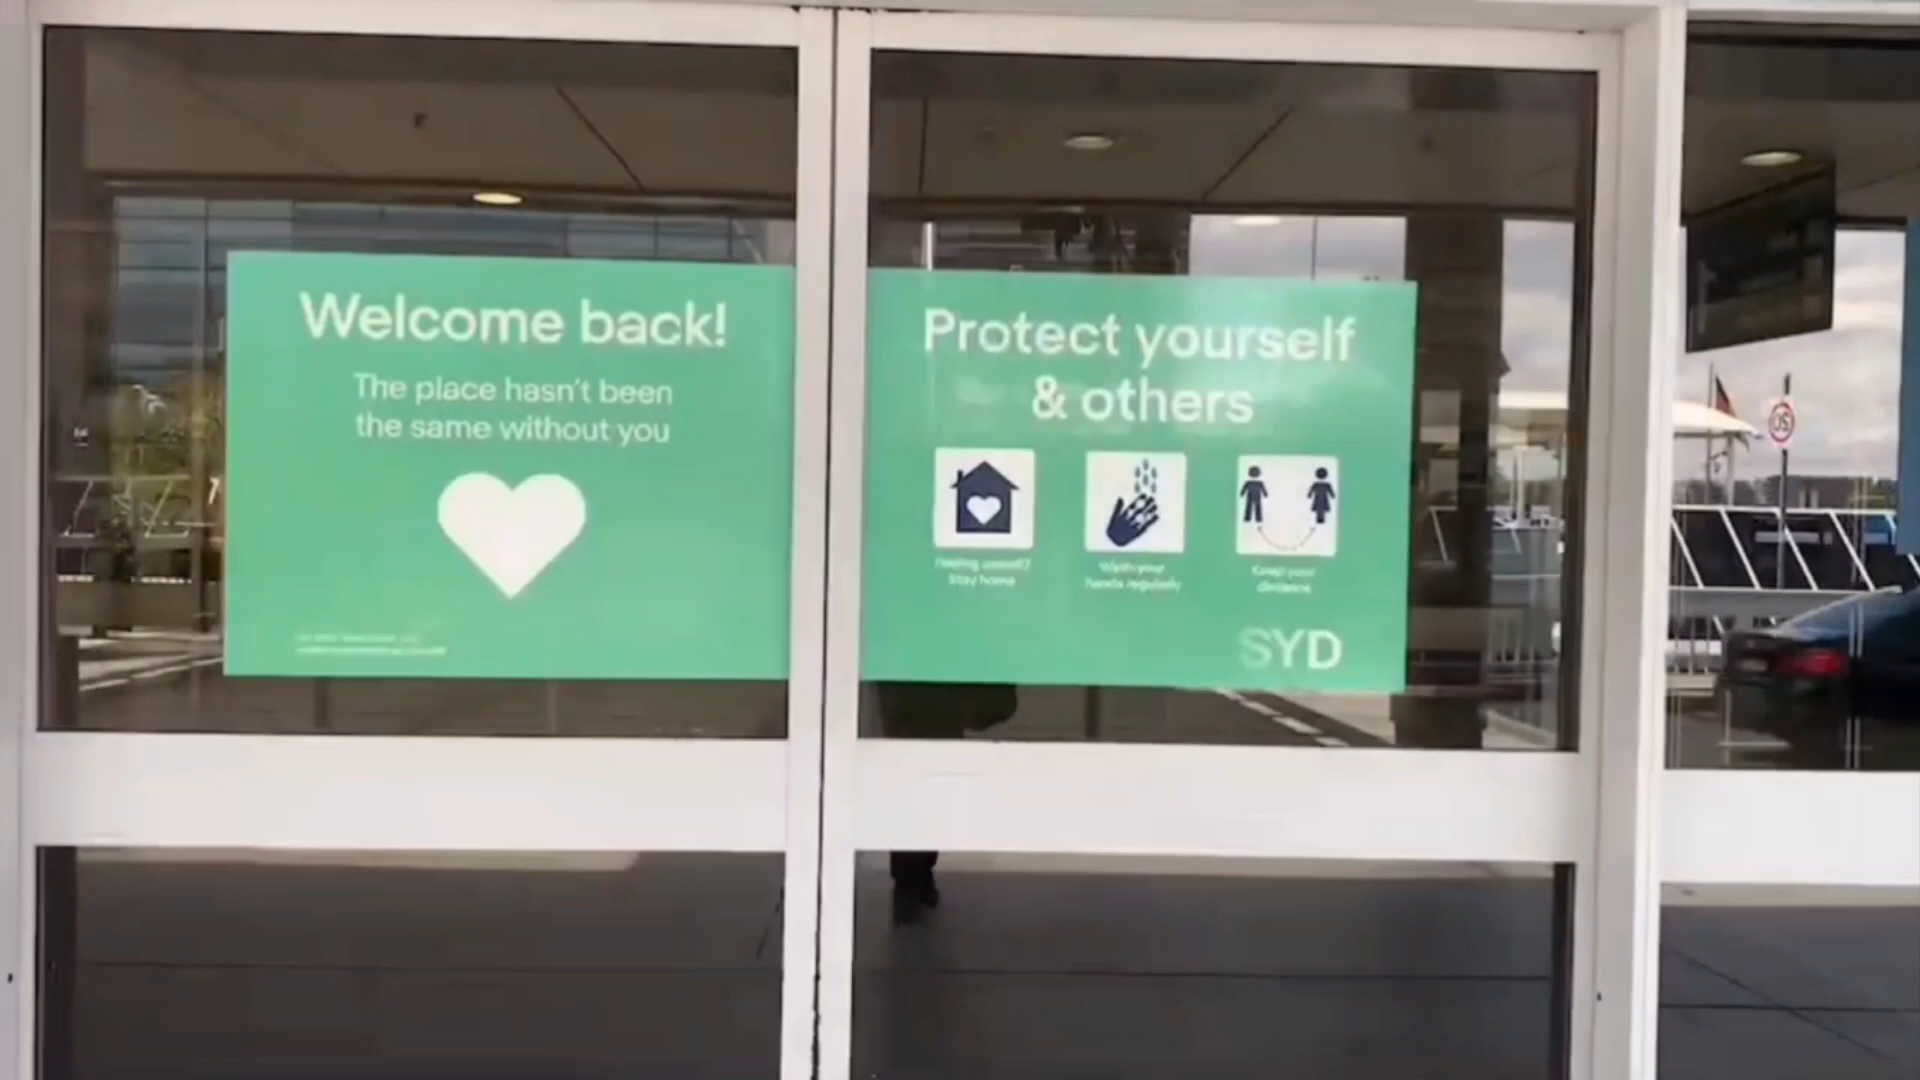 Welcome back!
The place hasn't been
the same without you
Protect yourself
& others
Feeling unwell?
Stay home
Wash your
hands regularly
Keep your
distance
SYD